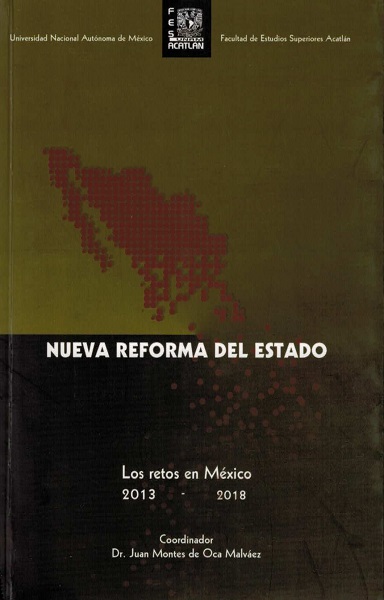 Universidad Nacional Autónoma de México
F
E
S
UNAM
ACATLÁN
Facultad de Estudios Superiores Acatlán
NUEVA REFORMA DEL ESTADO
Los retos en México
2013 - 2018
Coordinador
Dr. Juan Montes de Oca Malváez